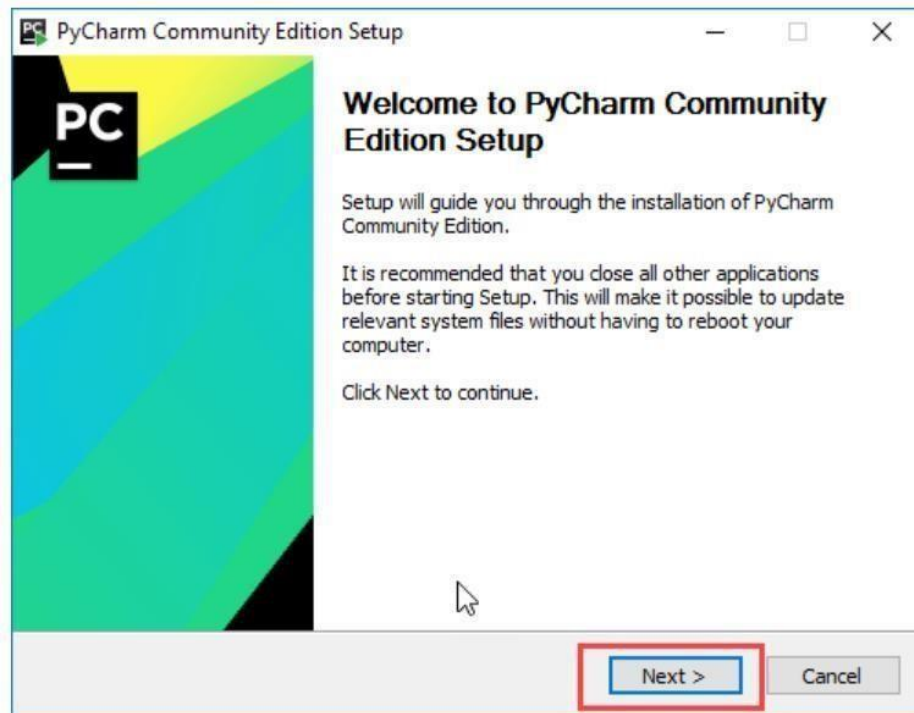 PyCharm Community Edition Setup
PC
Welcome to PyCharm Community
Edition Setup
Setup will guide you through the installation of PyCharm
Community Edition.
It is recommended that you close all other applications
before starting Setup. This will make it possible to update
relevant system files without having to reboot your
computer.
Click Next to continue.
Next >
Cancel